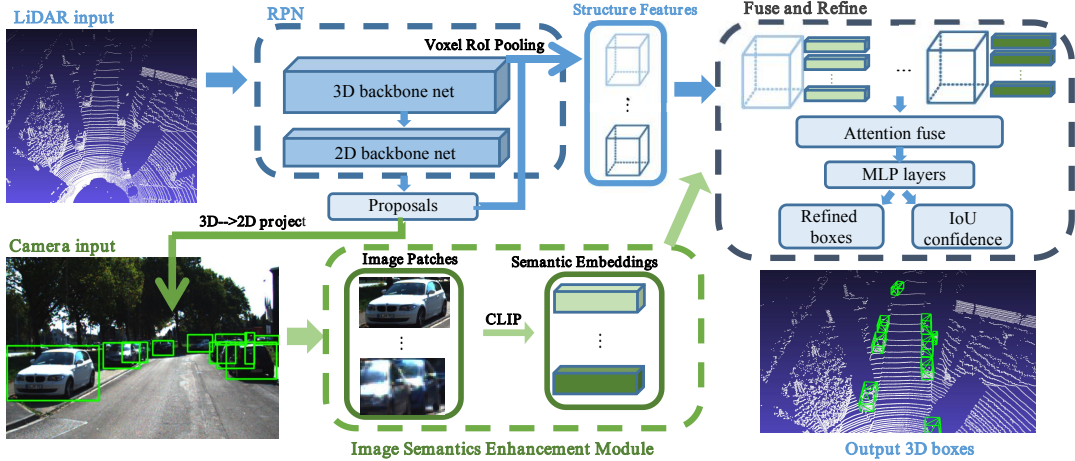 LiDAR input
RPN
Structure Features
Fuse and Refine
Voxel RoI Pooling
3D backbone net
2D backbone net
Proposals
...
Attention fuse
MLP layers
Refined
boxes
IoU
confidence
3D-->2D project
Camera input
Image Patches
Semantic Embeddings
CLIP
Image Semantics Enhancement Module
Output 3D boxes